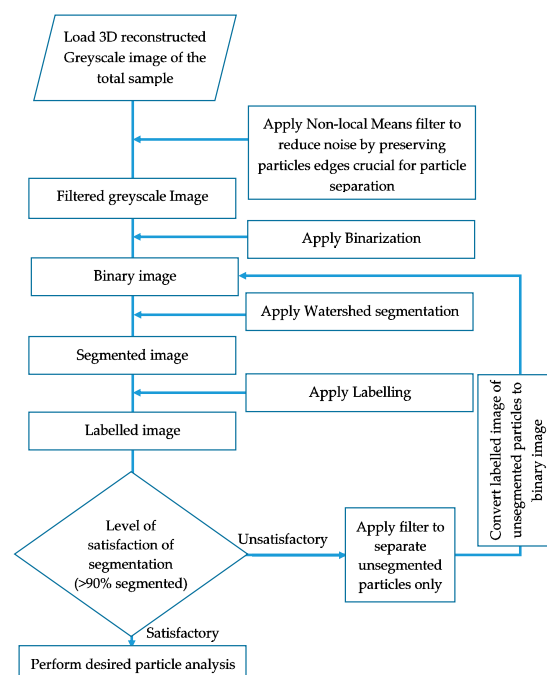 Load 3D reconstructed
Greyscale image of the
total sample
Apply Non-local Means filter to
reduce noise by preserving
particles edges crucial for particle
separation
Filtered greyscale Image
Apply Binarization
Binary image
Apply Watershed segmentation
Segmented image
Apply Labelling
Labelled image
Level of
satisfaction of
segmentation
(>90% segmented)
Unsatisfactory
Apply filter to
separate
unsegmented
particles only
Convert labelled image of
unsegmented particles to
binary image
Satisfactory
Perform desired particle analysis